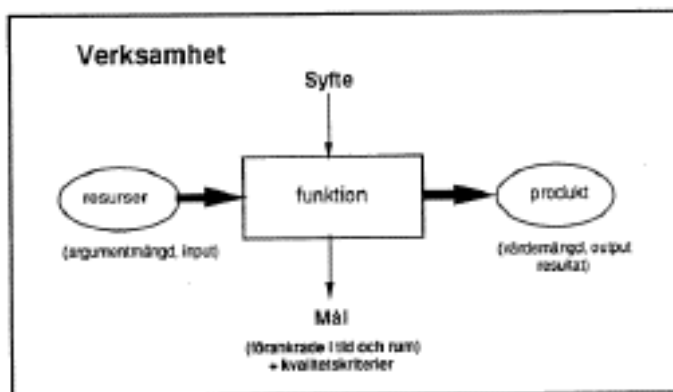 Verksamhet
Syfte
resurser
funktion
produkt
(argumentmängd, input)
(värdemängd, output
resultat)
Mål
(förankrade i tid och rum)
+ kvalitetskriterier